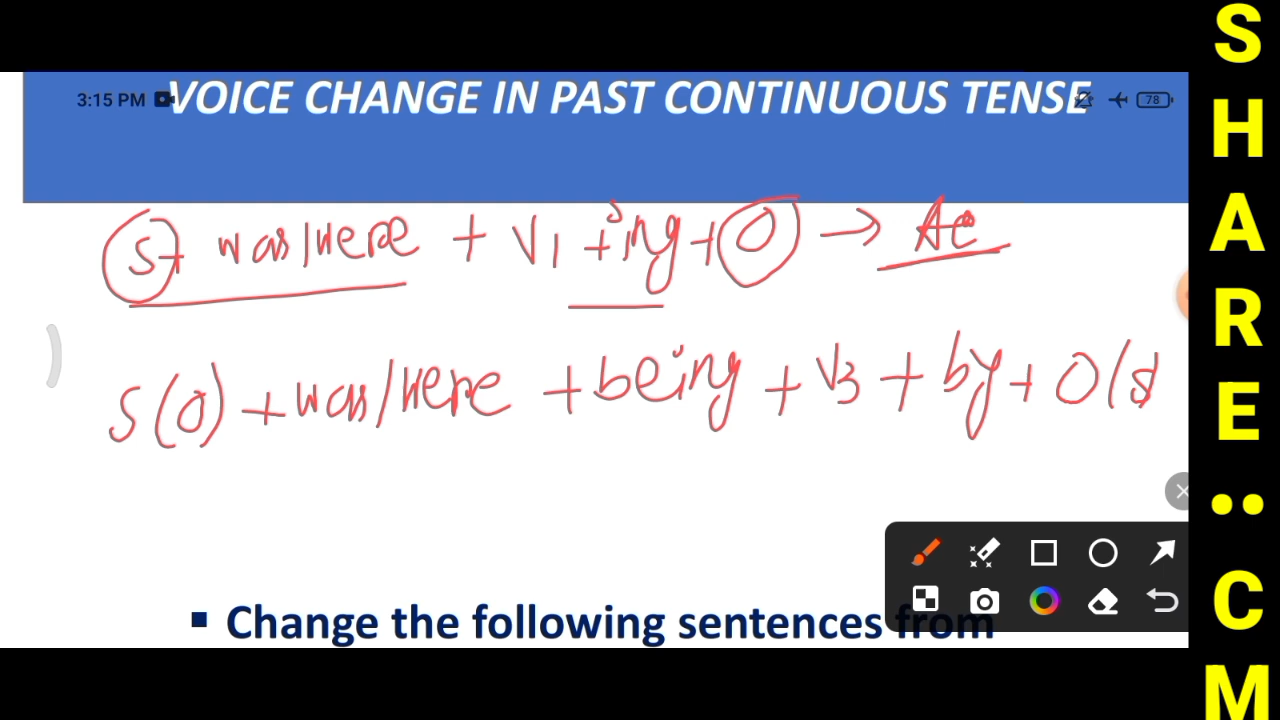 3:15 PM
VOICE CHANGE IN PAST CONTINUOUS TENSE
78
S+ was/were + V1 +ing + O → Ac
S(O) + was/were + being + V3 + by + O(s)
▪ Change the following sentences from
SHARE •• CM